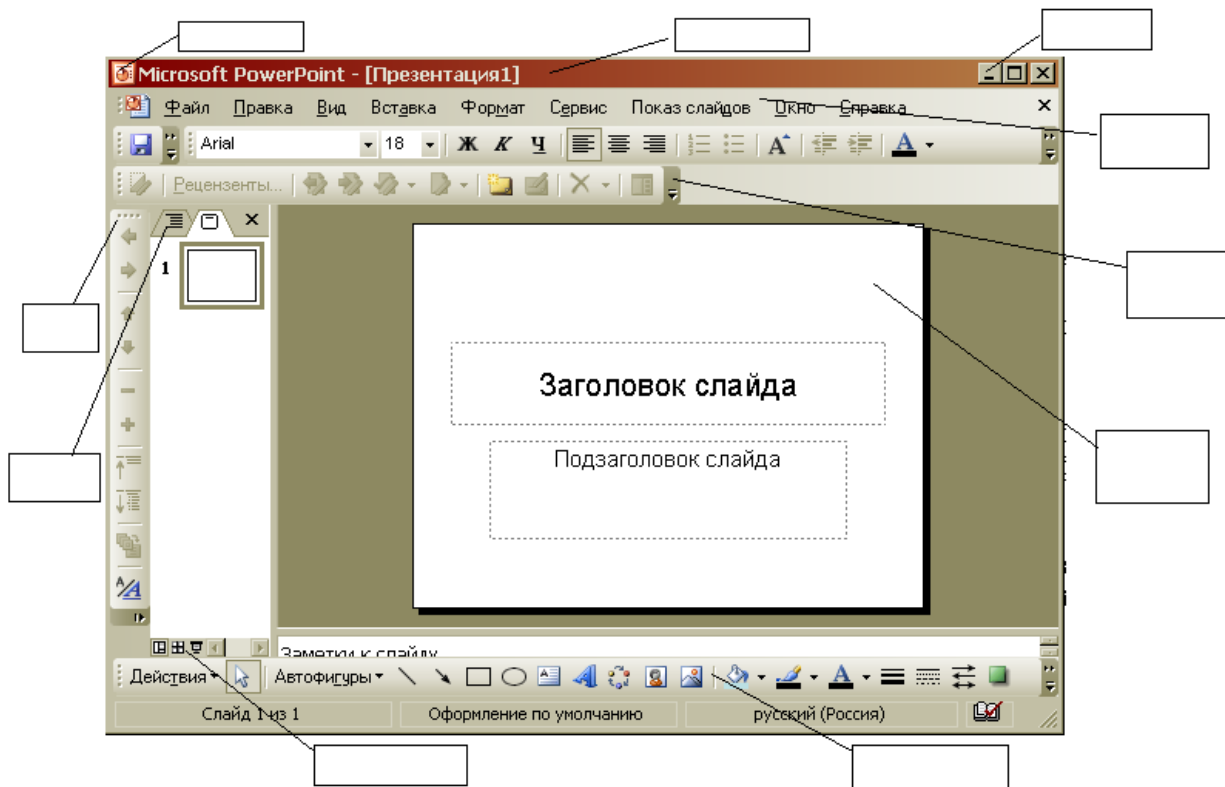 Microsoft PowerPoint - [Презентация1]
Файл Правка Вид Вставка Формат Сервис Показ слайдов Окно Справка
Arial 18 Ж К Ч
Рецензенты...
1
Заголовок слайда
Подзаголовок слайда
Заметки к слайду
Действия Автофигуры
Слайд 1 из 1 Оформление по умолчанию русский (Россия)